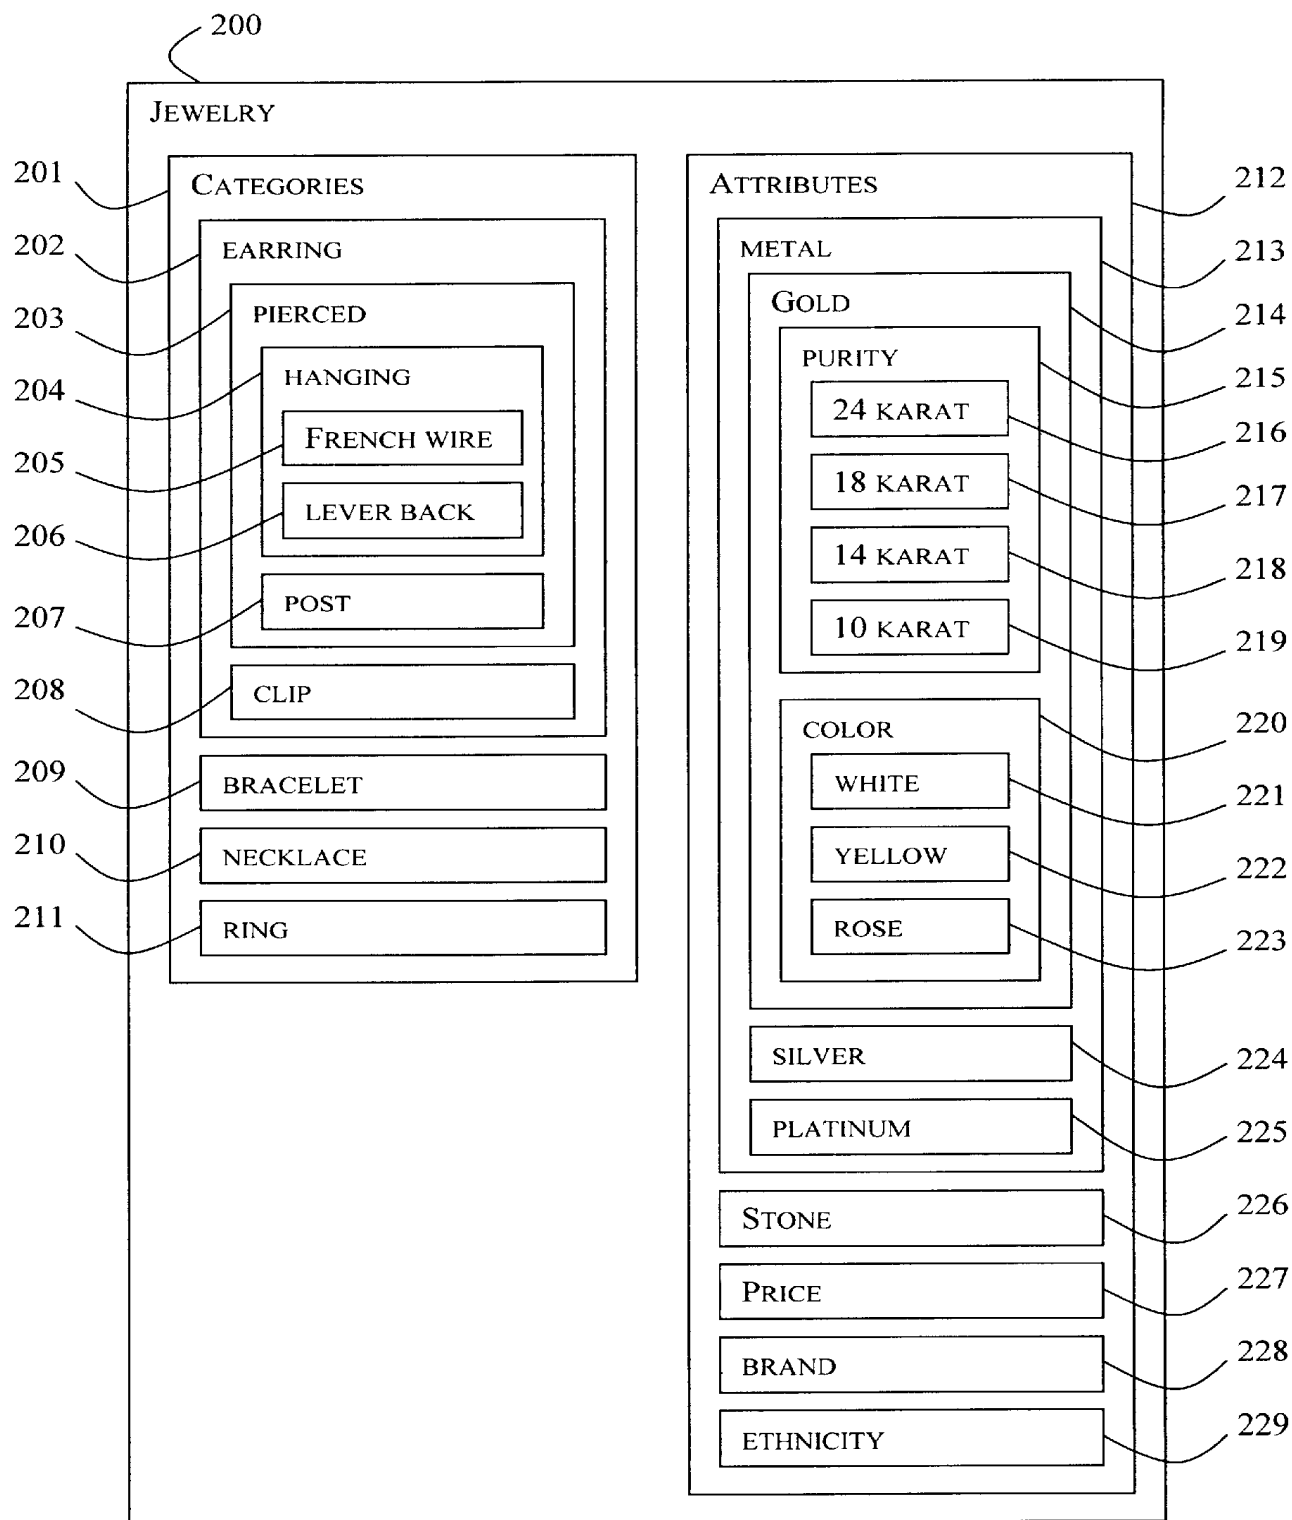 200
JEWELRY
201
CATEGORIES
202
EARRING
203
PIERCED
204
HANGING
205
FRENCH WIRE
206
LEVER BACK
207
POST
208
CLIP
209
BRACELET
210
NECKLACE
211
RING
ATTRIBUTES
212
METAL
213
GOLD
214
PURITY
215
24 KARAT
216
18 KARAT
217
14 KARAT
218
10 KARAT
219
COLOR
220
WHITE
221
YELLOW
222
ROSE
223
SILVER
224
PLATINUM
225
STONE
226
PRICE
227
BRAND
228
ETHNICITY
229